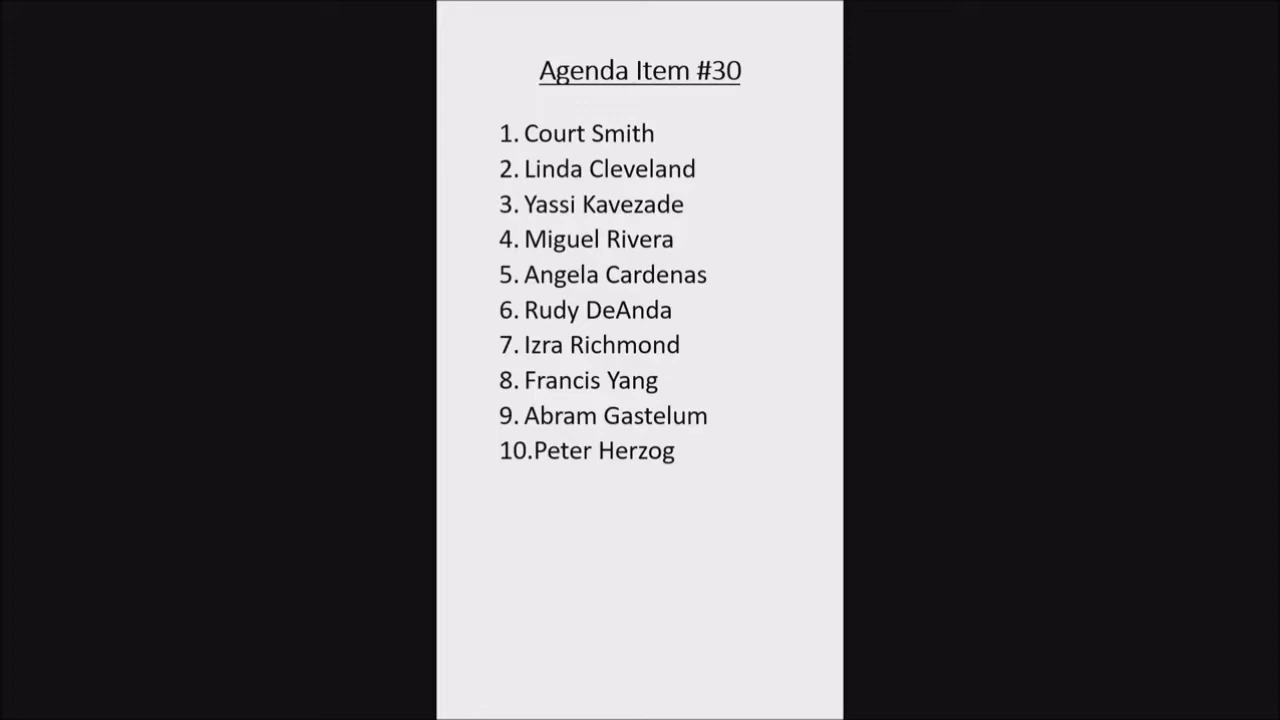 Agenda Item #30
1. Court Smith
2. Linda Cleveland
3. Yassi Kavezade
4. Miguel Rivera
5. Angela Cardenas
6. Rudy DeAnda
7. Izra Richmond
8. Francis Yang
9. Abram Gastelum
10.Peter Herzog